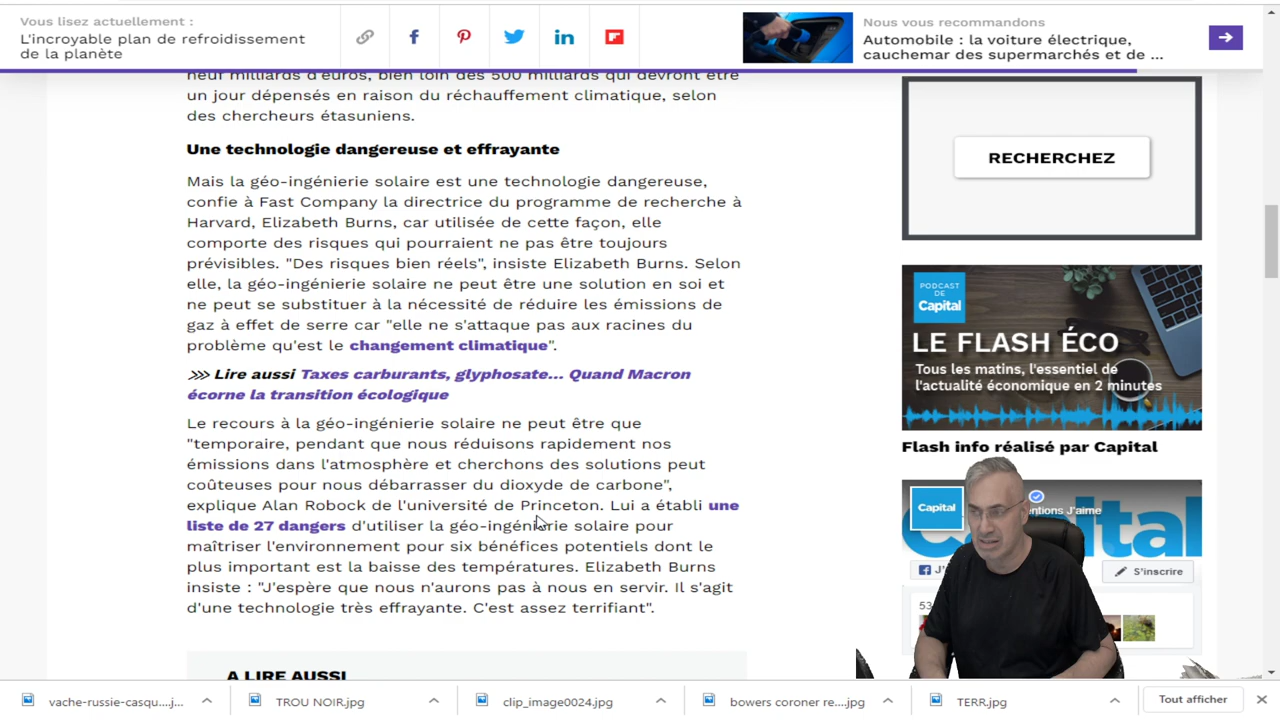 Vous lisez actuellement :
L'incroyable plan de refroidissement
de la planète
Nous vous recommandons
Automobile : la voiture électrique,
cauchemar des supermarchés et de ...
neuf milliards d'euros, bien loin des 500 milliards qui devront être
un jour dépensés en raison du réchauffement climatique, selon
des chercheurs étasuniens.
Une technologie dangereuse et effrayante
Mais la géo-ingénierie solaire est une technologie dangereuse,
confie à Fast Company la directrice du programme de recherche à
Harvard, Elizabeth Burns, car utilisée de cette façon, elle
comporte des risques qui pourraient ne pas être toujours
prévisibles. "Des risques bien réels", insiste Elizabeth Burns. Selon
elle, la géo-ingénierie solaire ne peut être une solution en soi et
ne peut se substituer à la nécessité de réduire les émissions de
gaz à effet de serre car "elle ne s'attaque pas aux racines du
problème qu'est le changement climatique".
>>> Lire aussi Taxes carburants, glyphosate... Quand Macron
écorne la transition écologique
Le recours à la géo-ingénierie solaire ne peut être que
"temporaire, pendant que nous réduisons rapidement nos
émissions dans l'atmosphère et cherchons des solutions peut
coûteuses pour nous débarrasser du dioxyde de carbone",
explique Alan Robock de l'université de Princeton. Lui a établi une
liste de 27 dangers d'utiliser la géo-ingénierie solaire pour
maîtriser l'environnement pour six bénéfices potentiels dont le
plus important est la baisse des températures. Elizabeth Burns
insiste : "J'espère que nous n'aurons pas à nous en servir. Il s'agit
d'une technologie très effrayante. C'est assez terrifiant".
A LIRE AUSSI
RECHERCHEZ
PODCAST
DE
Capital
LE FLASH ÉCO
Tous les matins, l'essentiel de
l'actualité économique en 2 minutes
Flash info réalisé par Capital
Capital
entions J'aime
S'inscrire
vache-russie-casqu....j...
TROU NOIR.jpg
clip_image0024.jpg
bowers coroner re....jpg
TERR.jpg
Tout afficher